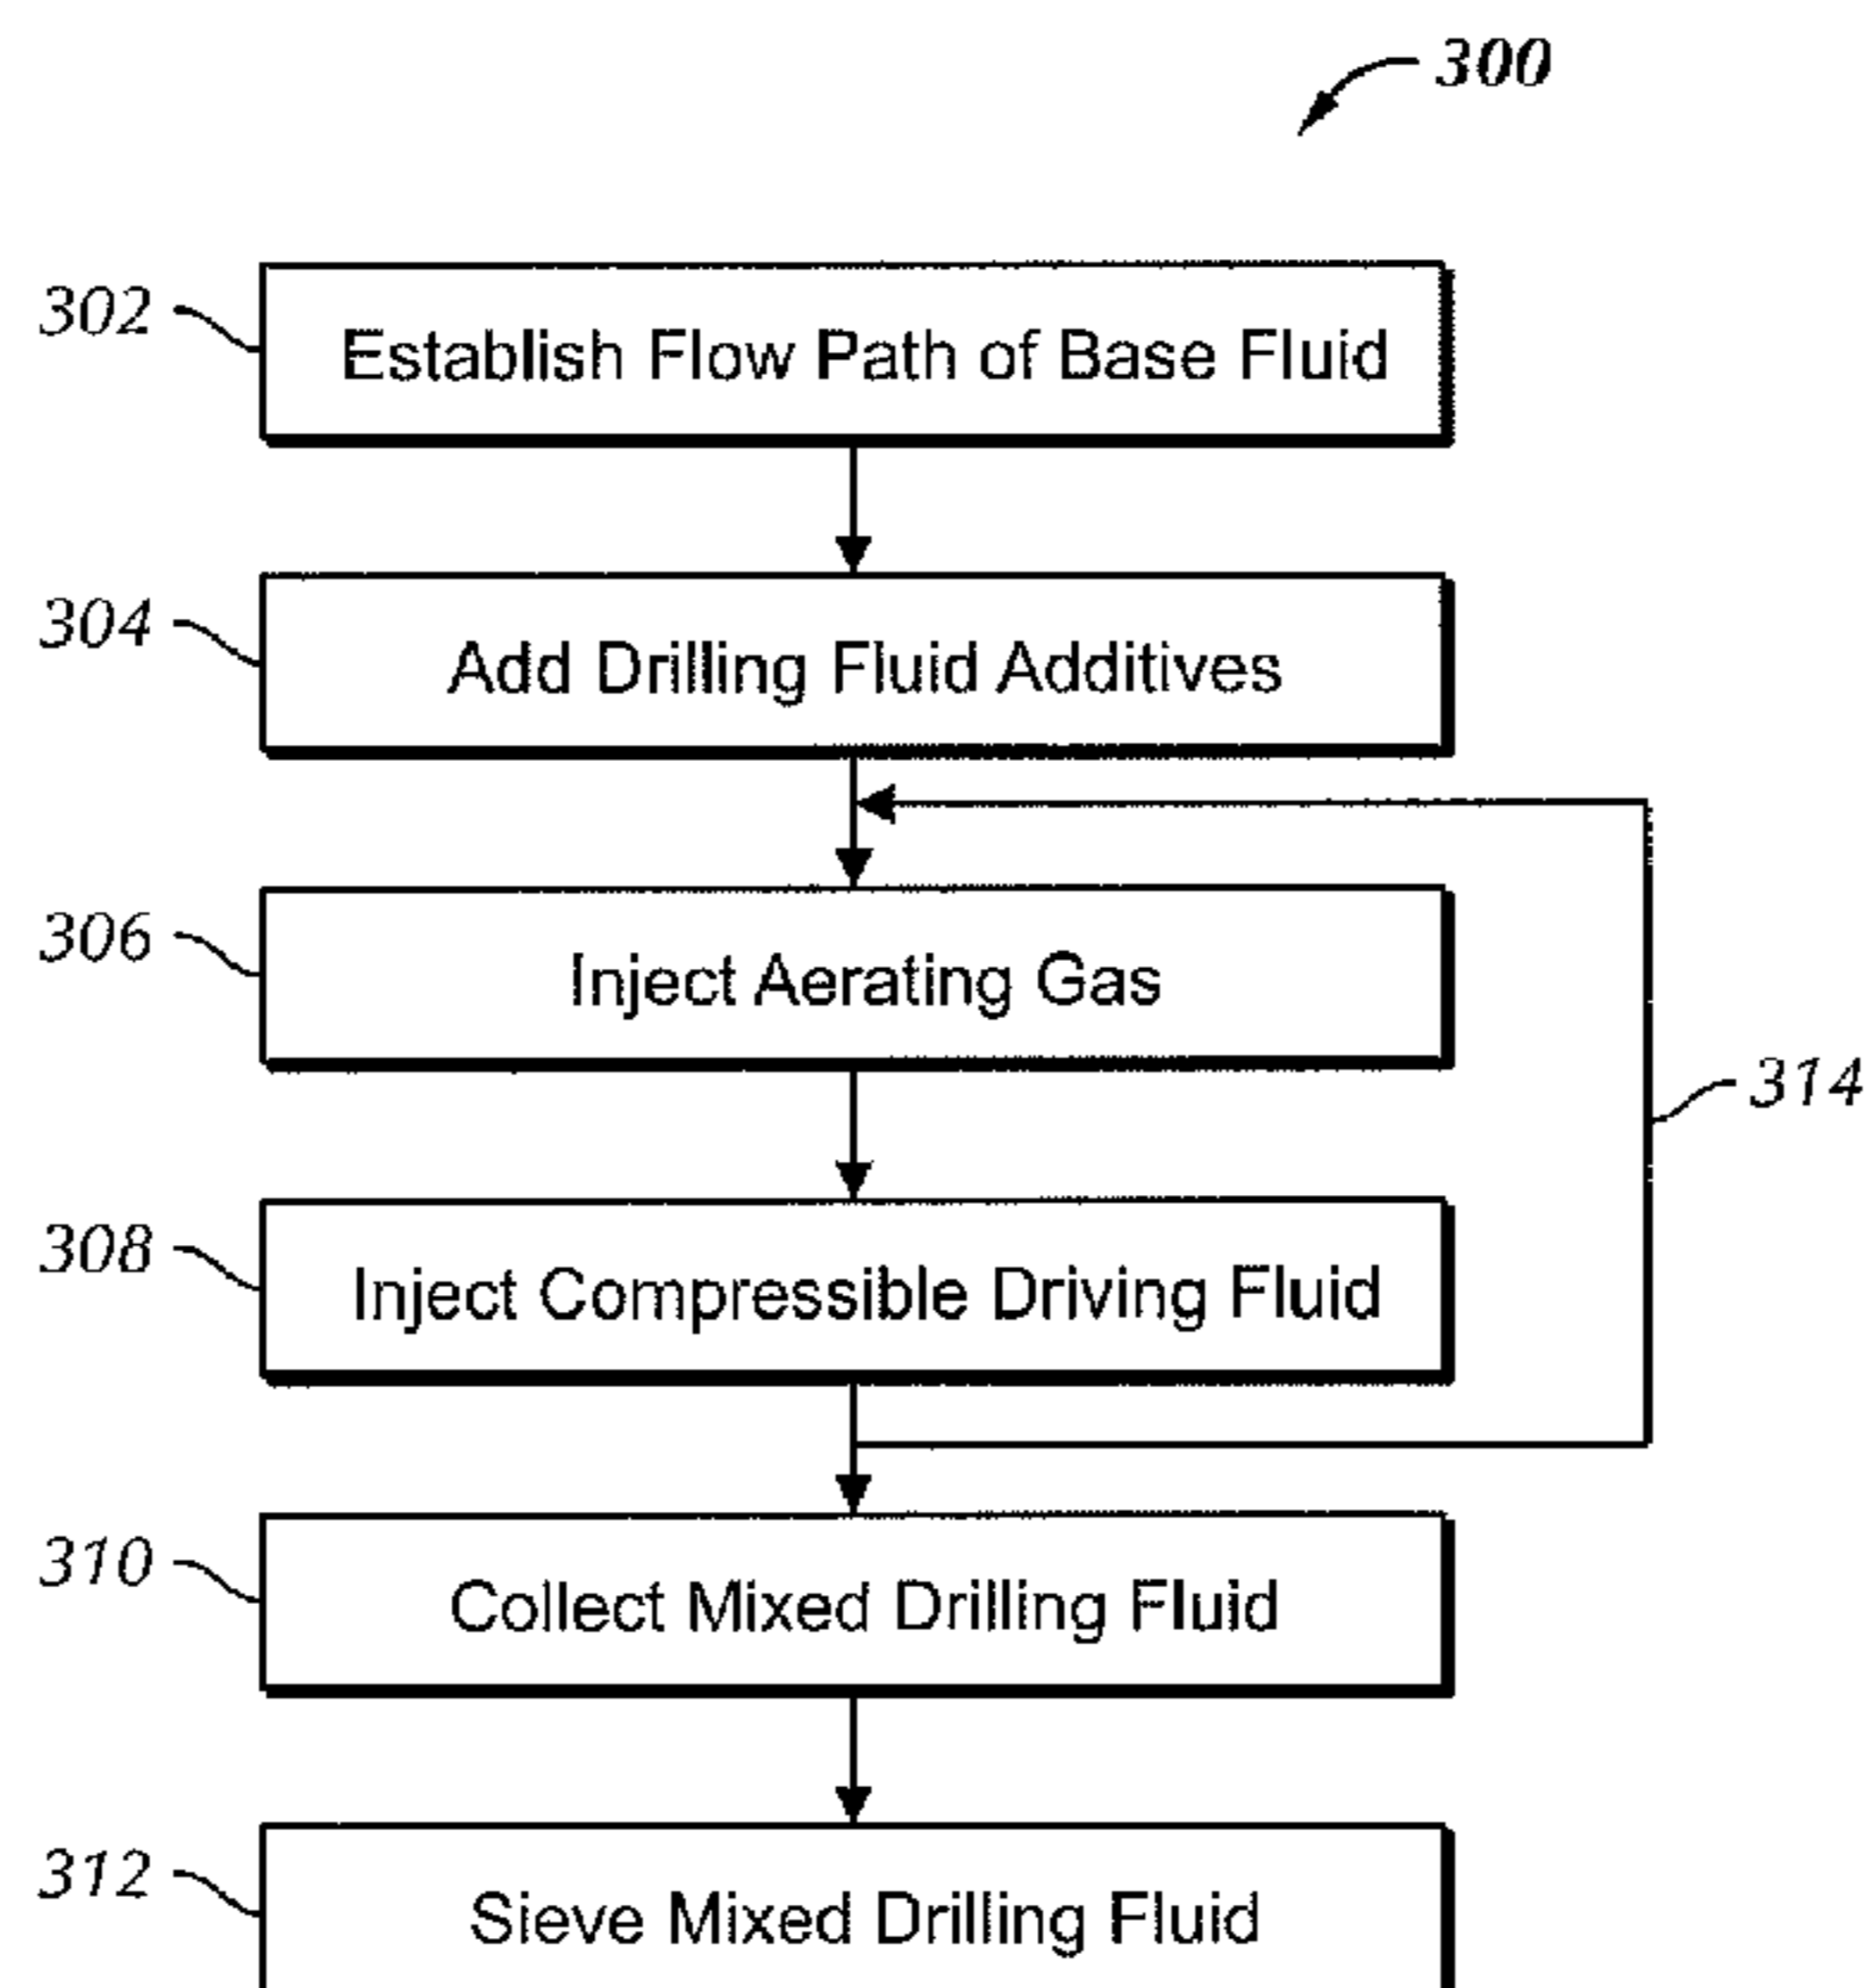 300
302
Establish Flow Path of Base Fluid
304
Add Drilling Fluid Additives
306
Inject Aerating Gas
314
308
Inject Compressible Driving Fluid
310
Collect Mixed Drilling Fluid
312
Sieve Mixed Drilling Fluid